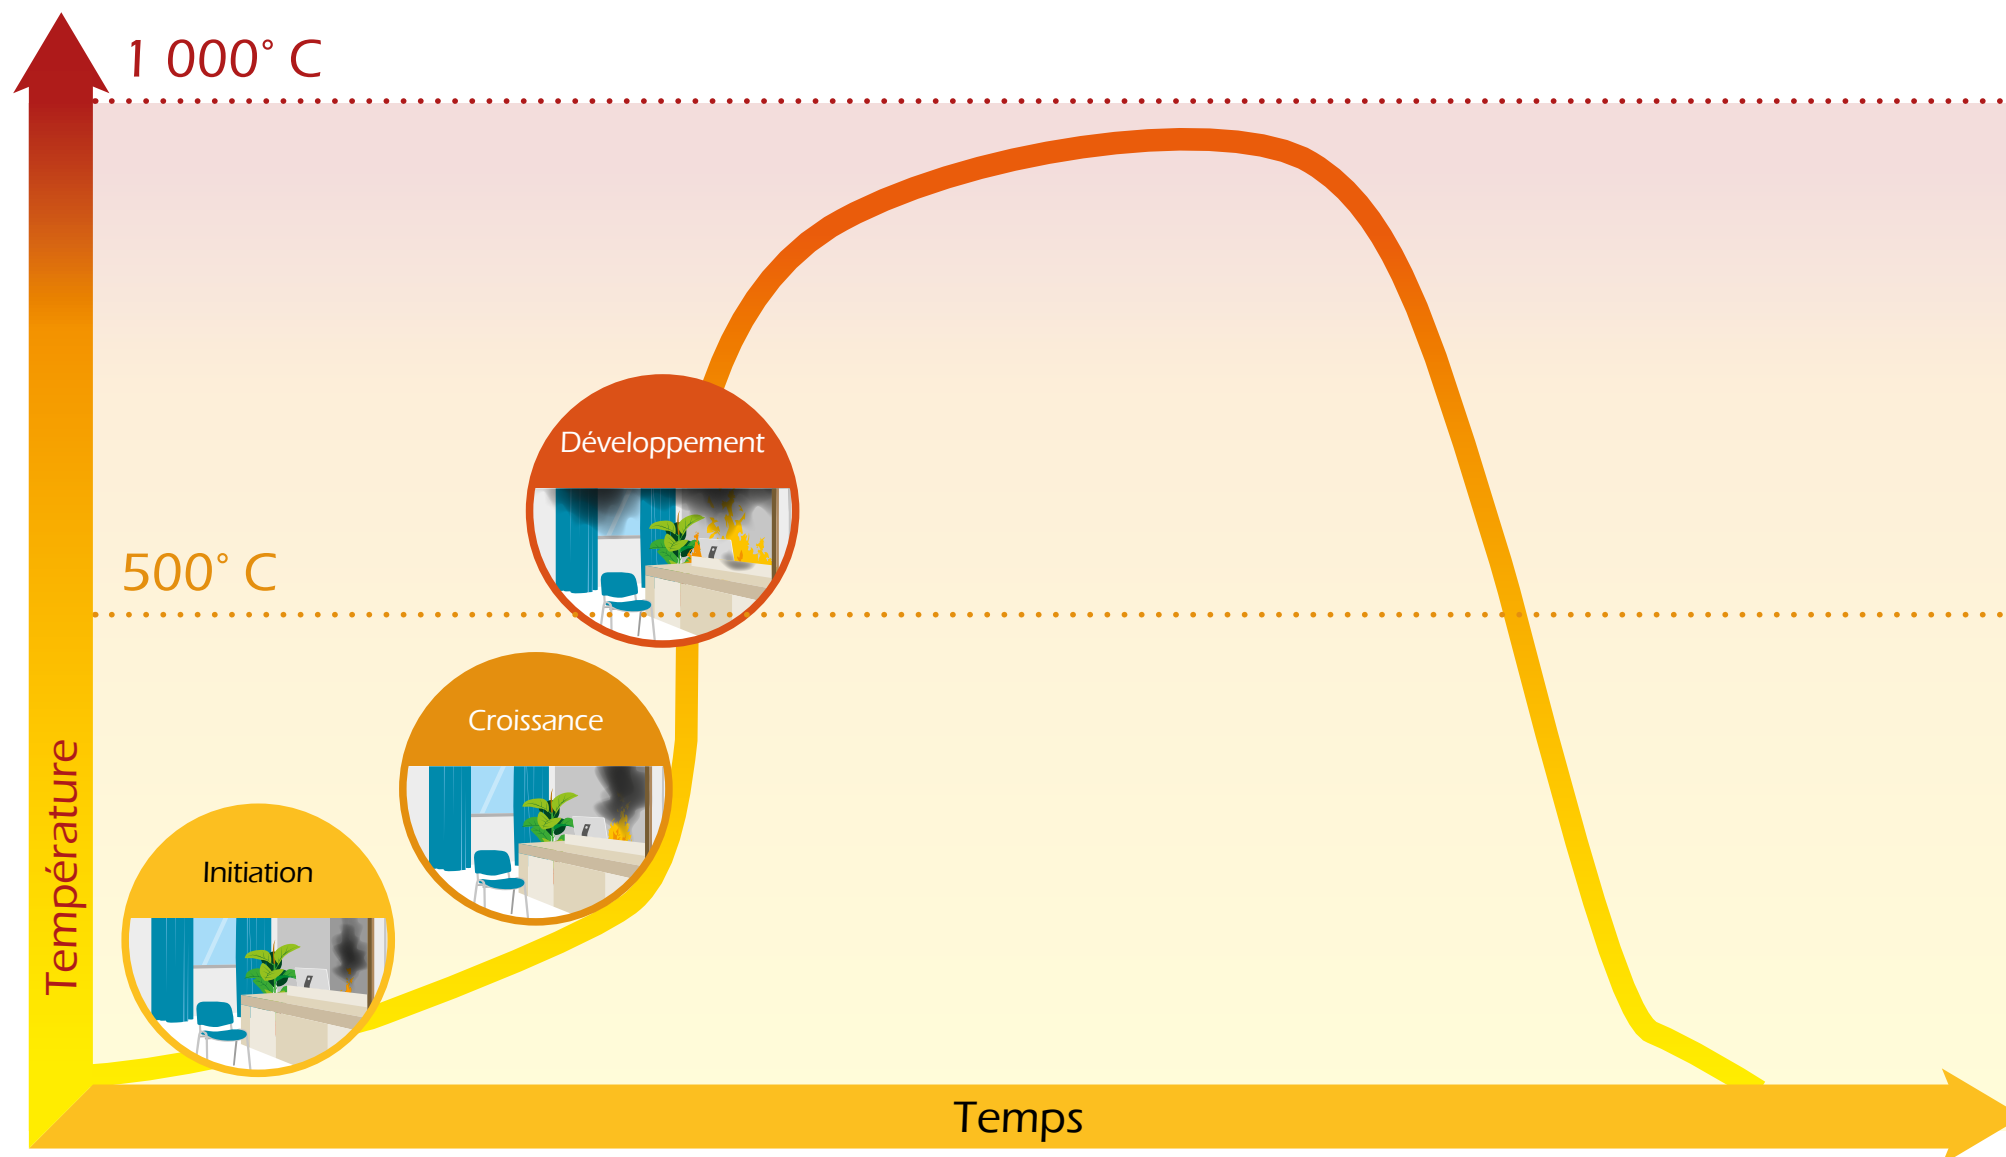 1 000° C
Développement
500° C
Croissance
Température
Initiation
Temps